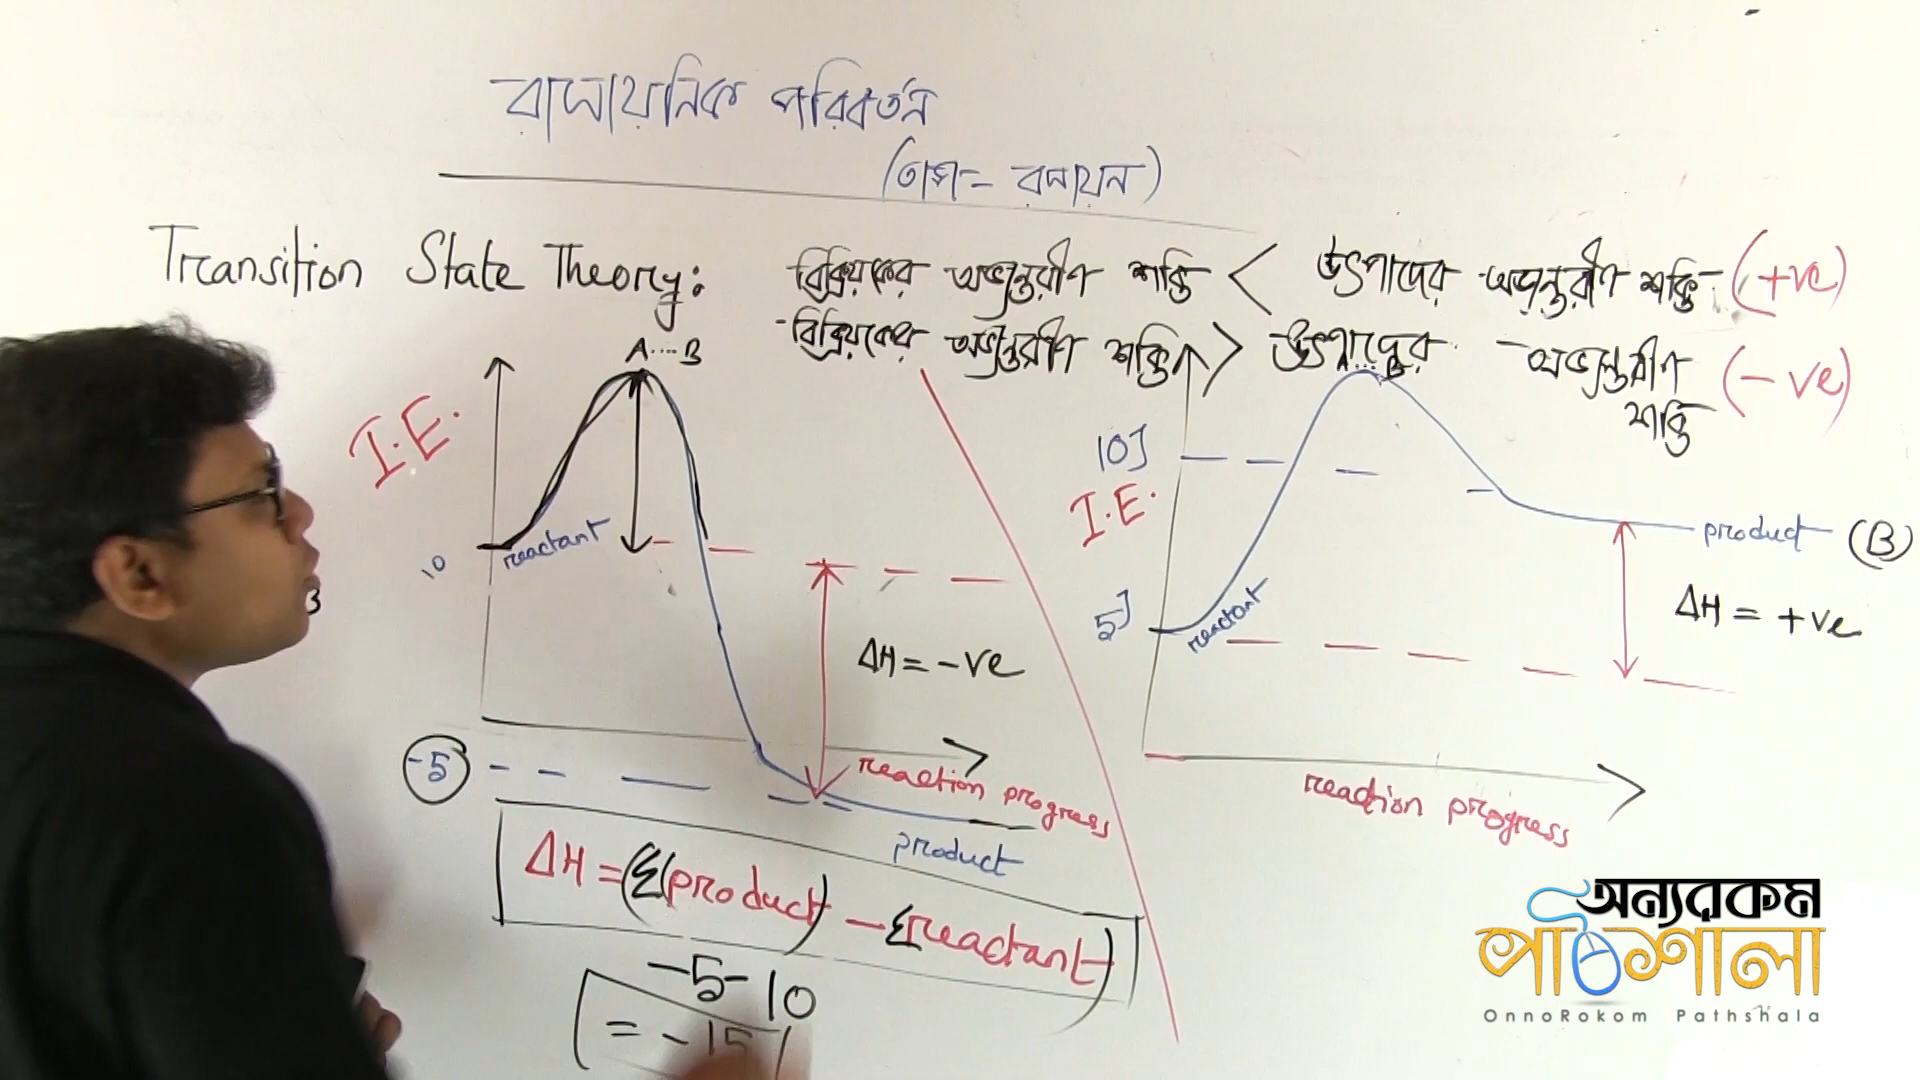 রাসায়নিক পরিবর্তন
(তাপ- রসায়ন)
Transition State Theory:
বিক্রিয়কের অভ্যন্তরীণ শক্তি < উৎপাদের অভ্যন্তরীণ শক্তি (+ve)
বিক্রিয়কের অভ্যন্তরীণ শক্তি > উৎপাদের অভ্যন্তরীণ শক্তি (-ve)
A....B
I.E.
10
reactant
ΔH = -ve
-5
reaction progress
product
ΔH = (Σ(product) - Σreactant)
-5-10
= -15
10J
I.E.
5J
reactant
product (B)
ΔH = +ve
reaction progress
অন্যরকম
পাঠশালা
OnnoRokom Pathshala